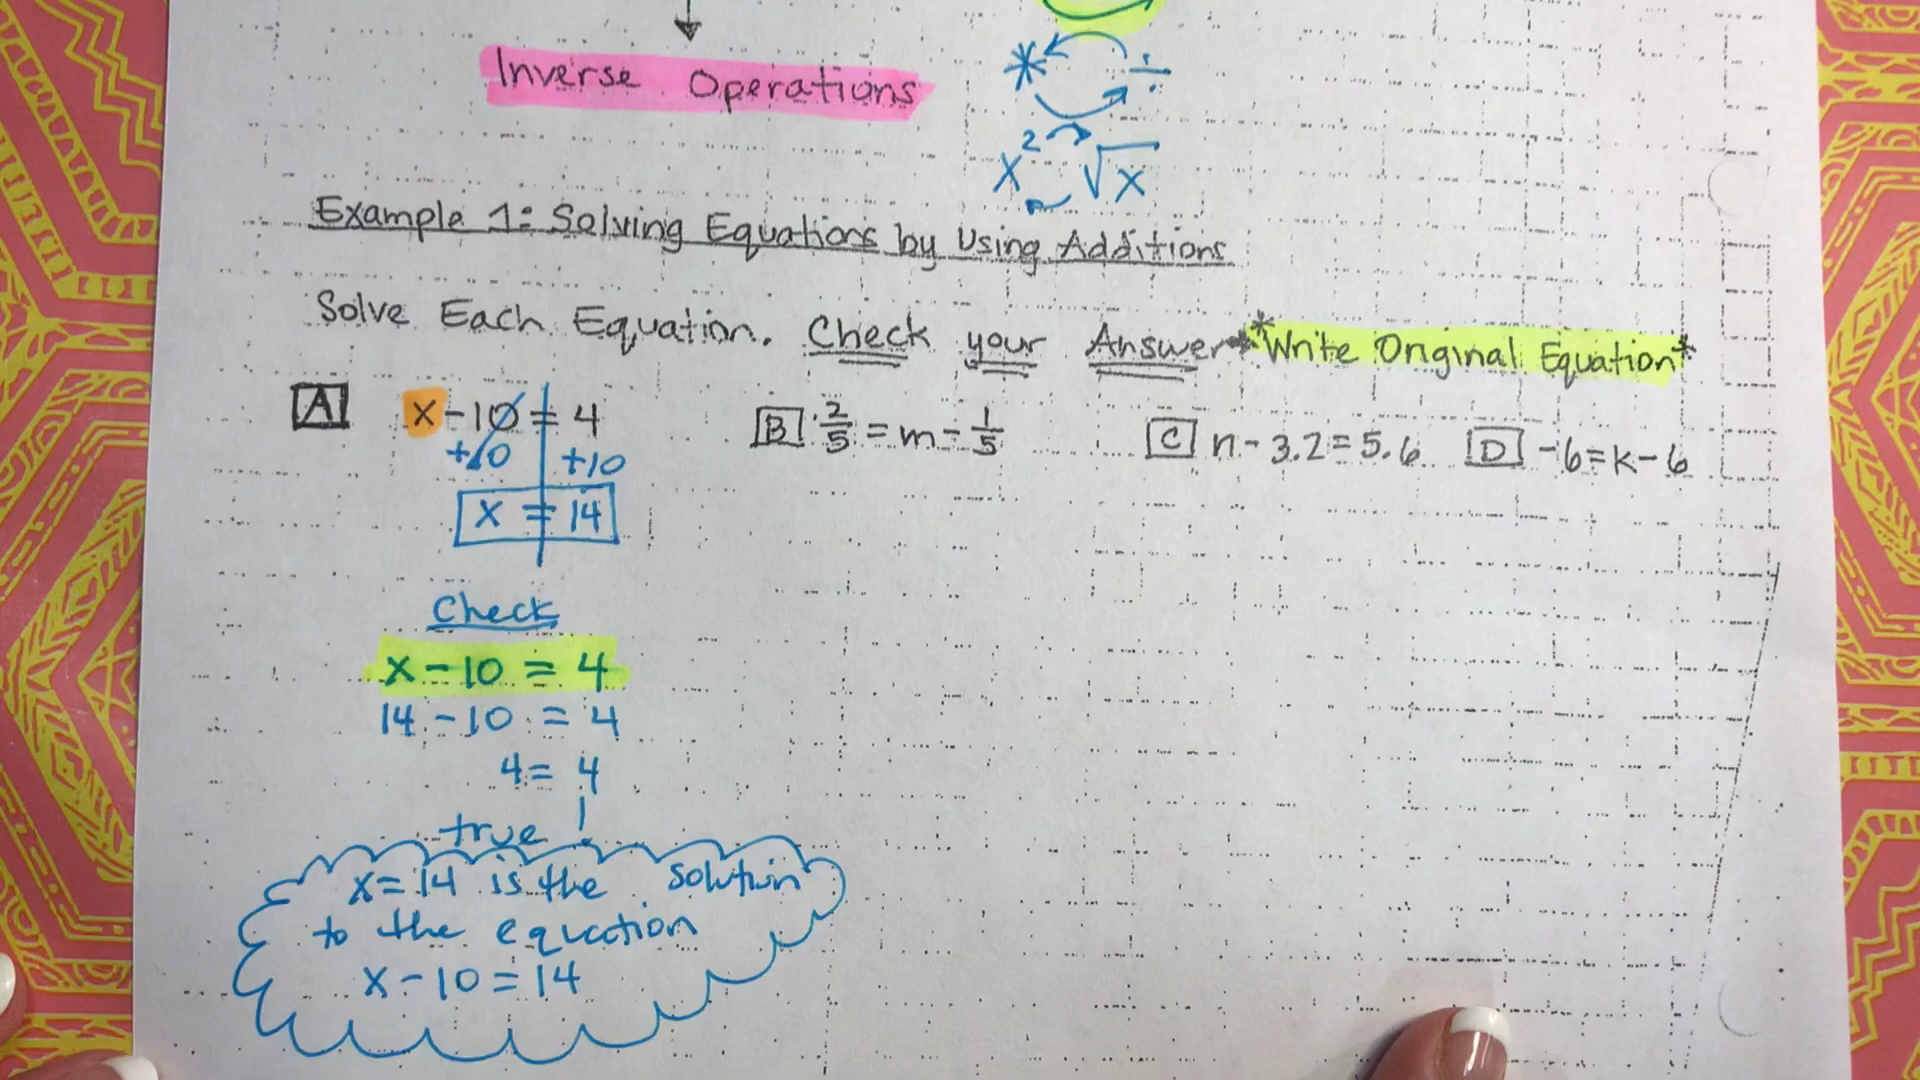 Inverse Operations
* ÷
x² √x
Example 1: Solving Equations by Using Additions
Solve Each Equation. Check your Answer *Write Original Equation*
A x - 10 = 4
+10 +10
x = 14
B 2/5 = m - 1/5
C n - 3.2 = 5.6
D -6 = k - 6
Check
x - 10 = 4
14 - 10 = 4
4 = 4
true
x = 14 is the solution
to the equation
x - 10 = 14